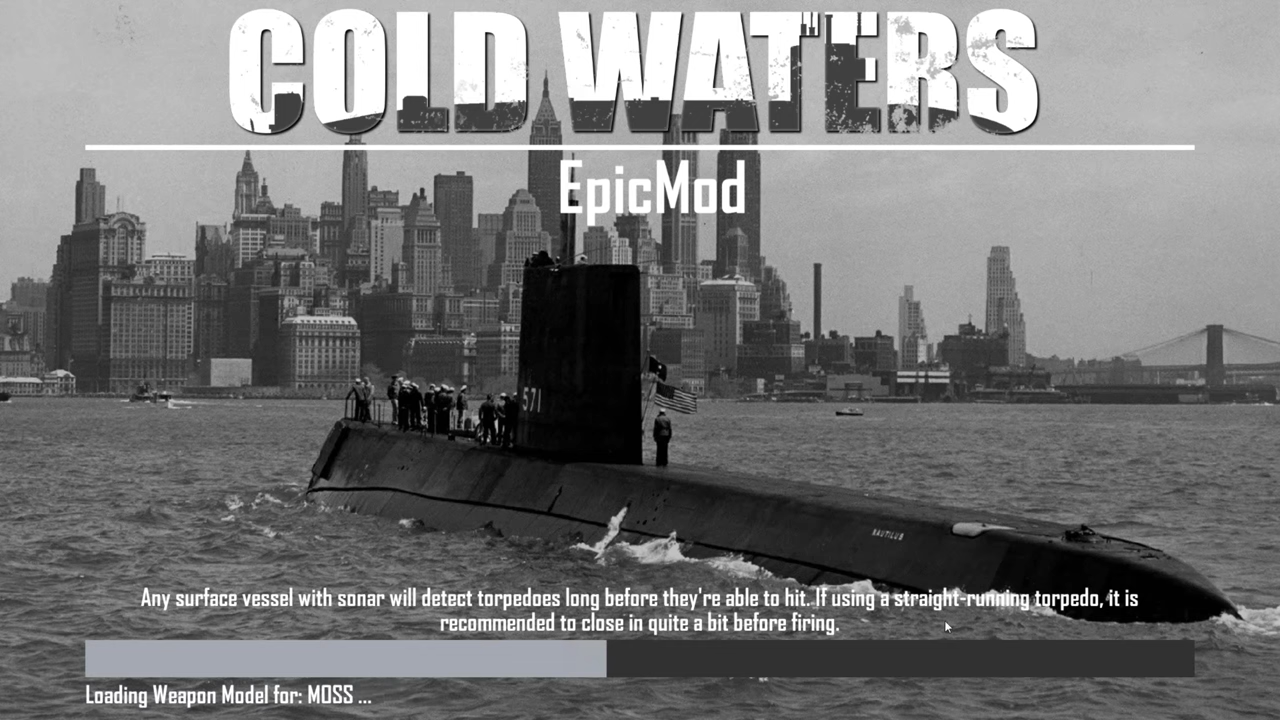 COLD WATERS
EpicMod
571
NAUTILUS
Any surface vessel with sonar will detect torpedoes long before they're able to hit. If using a straight-running torpedo, it is
recommended to close in quite a bit before firing.
Loading Weapon Model for: MOSS ...